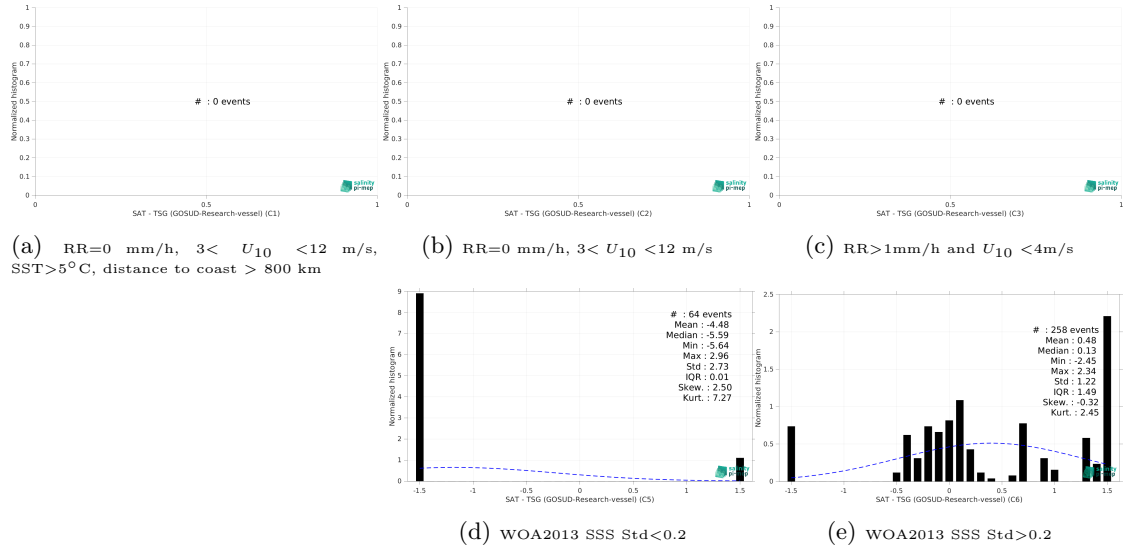 1
0.9
0.8
0.7
0.6
0.5
0.4
0.3
0.2
0.1
0
Normalized histogram
# : 0 events
salinity
pi-mep
0 0.5 1
SAT - TSG (GOSUD-Research-vessel) (C1)
(a) RR=0 mm/h, 3< U10 <12 m/s,
SST>5°C, distance to coast > 800 km
1
0.9
0.8
0.7
0.6
0.5
0.4
0.3
0.2
0.1
0
Normalized histogram
# : 0 events
salinity
pi-mep
0 0.5 1
SAT - TSG (GOSUD-Research-vessel) (C2)
(b) RR=0 mm/h, 3< U10 <12 m/s
1
0.9
0.8
0.7
0.6
0.5
0.4
0.3
0.2
0.1
0
Normalized histogram
# : 0 events
salinity
pi-mep
0 0.5 1
SAT - TSG (GOSUD-Research-vessel) (C3)
(c) RR>1mm/h and U10 <4m/s
9
8
7
6
5
4
3
2
1
0
Normalized histogram
# : 64 events
Mean : -4.48
Median : -5.59
Min : -5.64
Max : 2.96
Std : 2.73
IQR : 0.01
Skew. : 2.50
Kurt. : 7.27
salinity
pi-mep
-1.5 -1 -0.5 0 0.5 1 1.5
SAT - TSG (GOSUD-Research-vessel) (C5)
(d) WOA2013 SSS Std<0.2
2.5
2
1.5
1
0.5
0
Normalized histogram
# : 258 events
Mean : 0.48
Median : 0.13
Min : -2.45
Max : 2.34
Std : 1.22
IQR : 1.49
Skew. : -0.32
Kurt. : 2.45
salinity
pi-mep
-1.5 -1 -0.5 0 0.5 1 1.5
SAT - TSG (GOSUD-Research-vessel) (C6)
(e) WOA2013 SSS Std>0.2